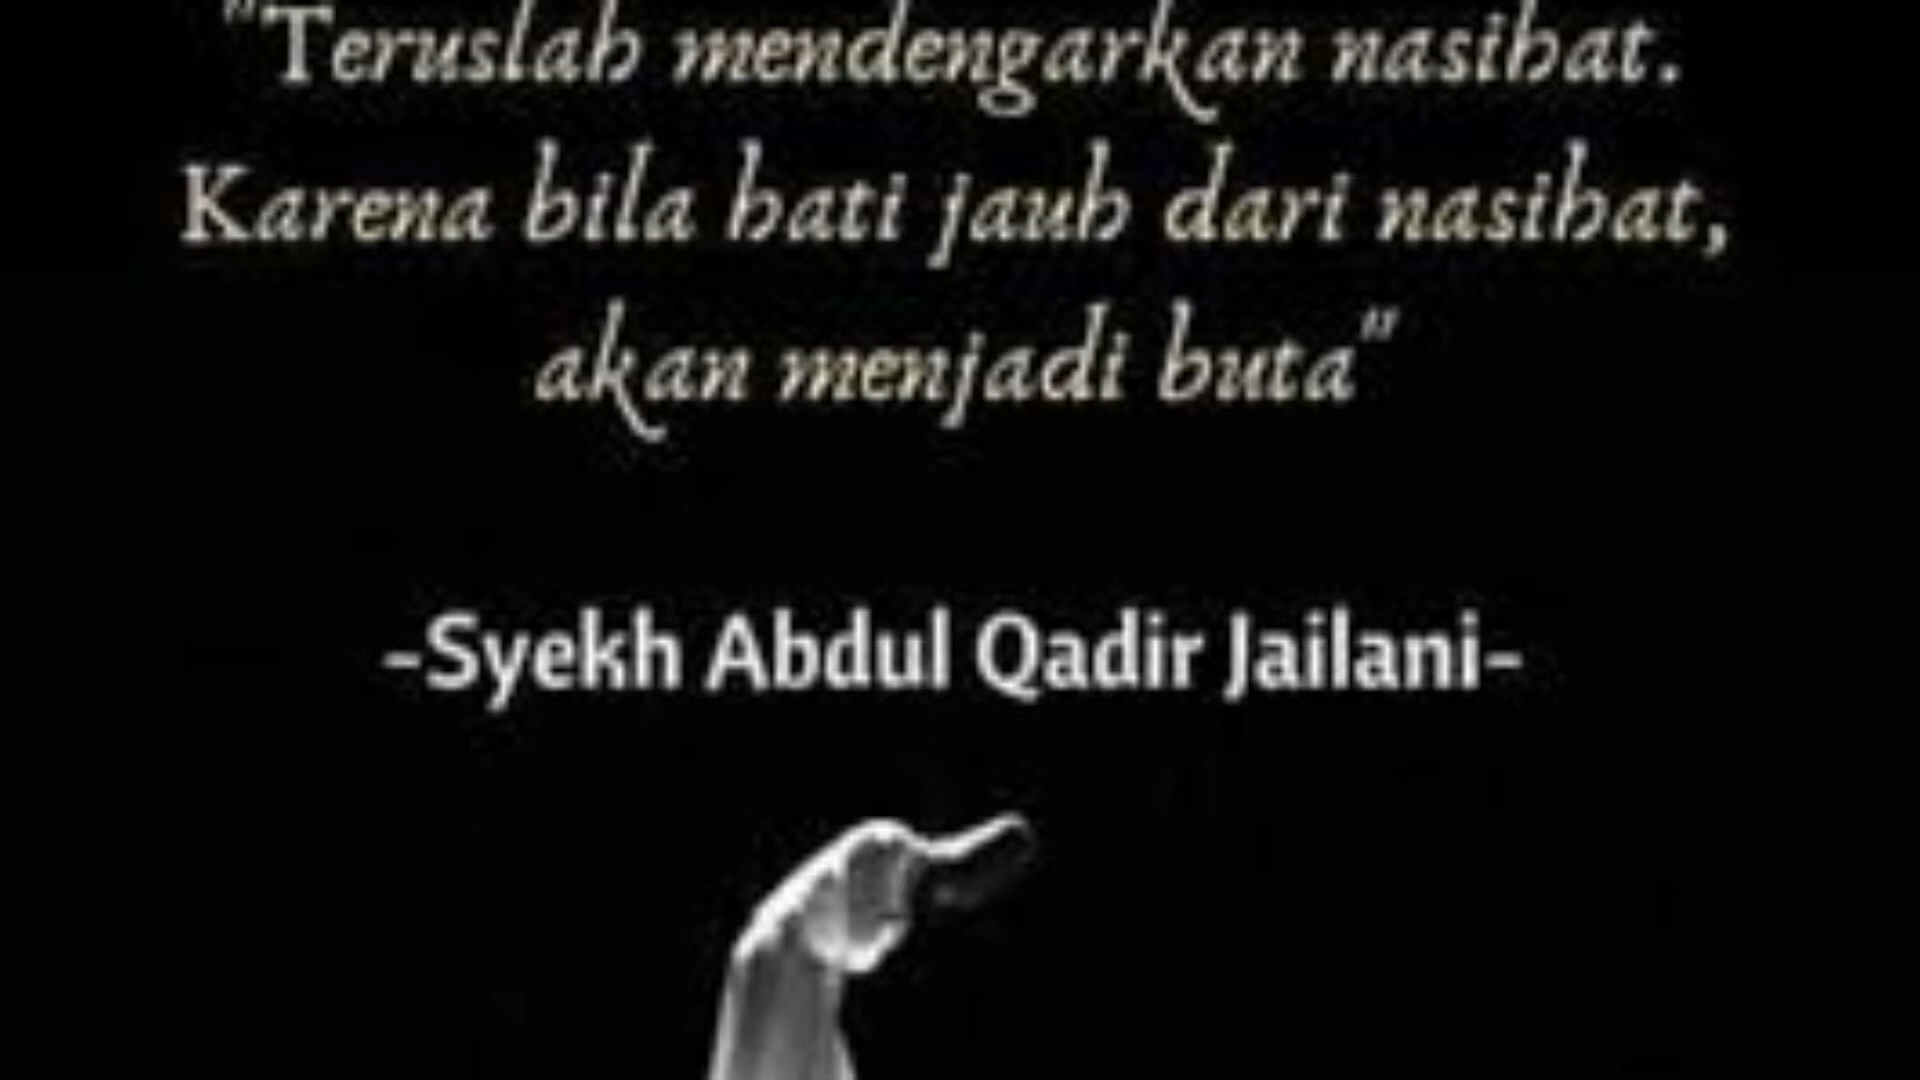 "Teruslah mendengarkan nasihat.
Karena bila hati jauh dari nasihat,
akan menjadi buta"
-Syekh Abdul Qadir Jailani-